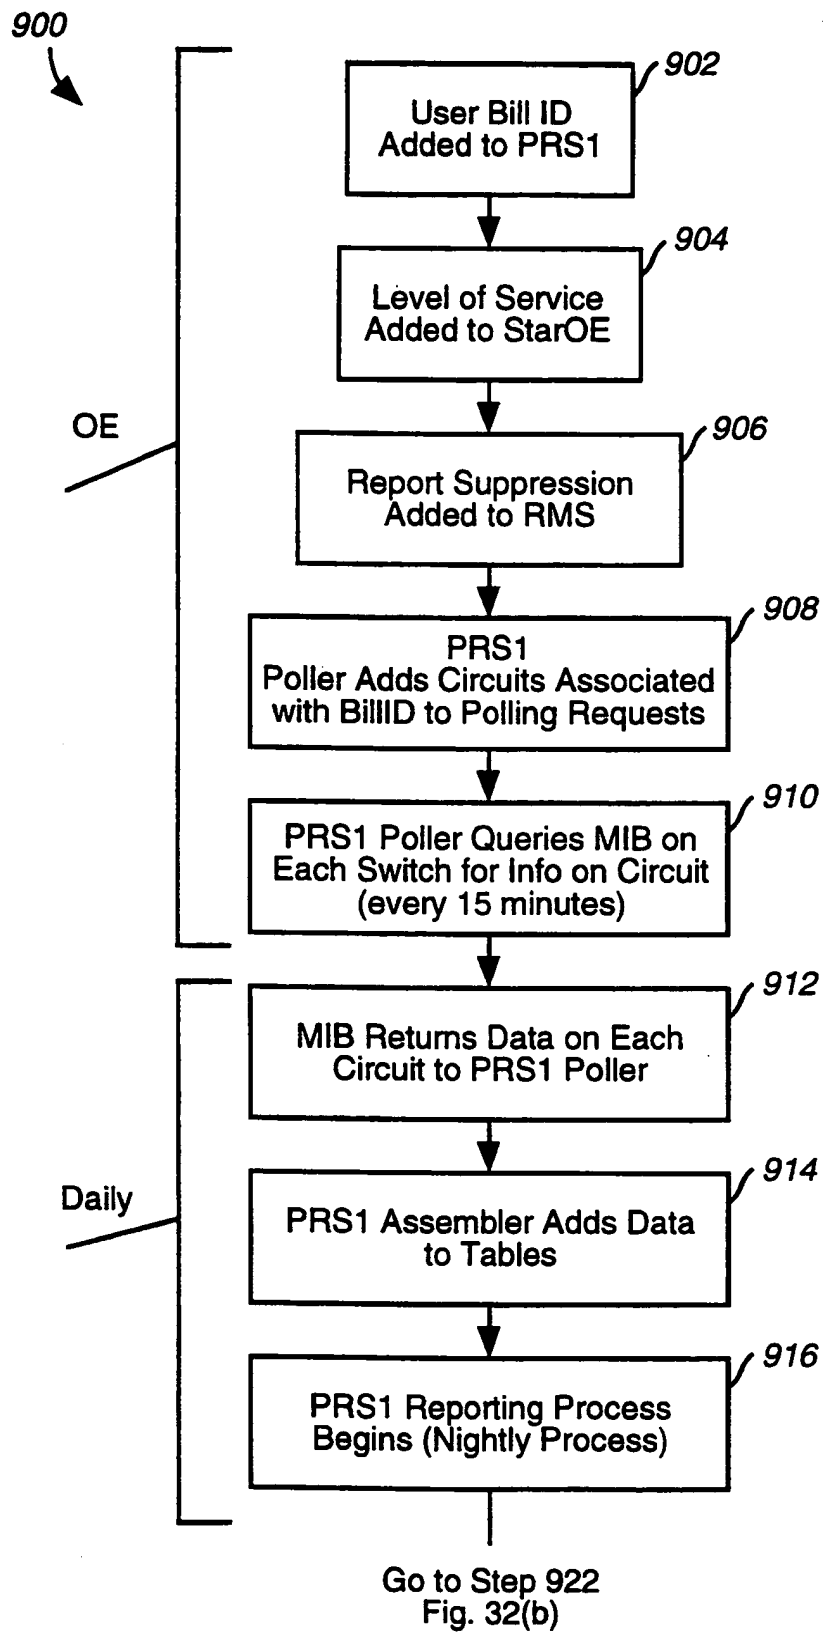 900
902
User Bill ID
Added to PRS1
904
Level of Service
Added to StarOE
OE
906
Report Suppression
Added to RMS
908
PRS1
Poller Adds Circuits Associated
with BillID to Polling Requests
910
PRS1 Poller Queries MIB on
Each Switch for Info on Circuit
(every 15 minutes)
912
MIB Returns Data on Each
Circuit to PRS1 Poller
Daily
914
PRS1 Assembler Adds Data
to Tables
916
PRS1 Reporting Process
Begins (Nightly Process)
Go to Step 922
Fig. 32(b)